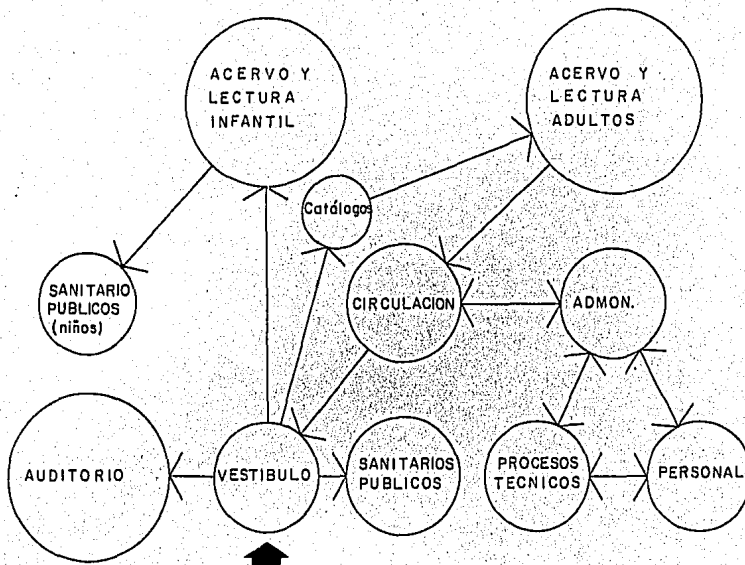 ACERVO Y
LECTURA
INFANTIL
ACERVO Y
LECTURA
ADULTOS
Catálogos
SANITARIO
PUBLICOS
(niños)
CIRCULACION
ADMON.
AUDITORIO
VESTIBULO
SANITARIOS
PUBLICOS
PROCESOS
TECNICOS
PERSONAL